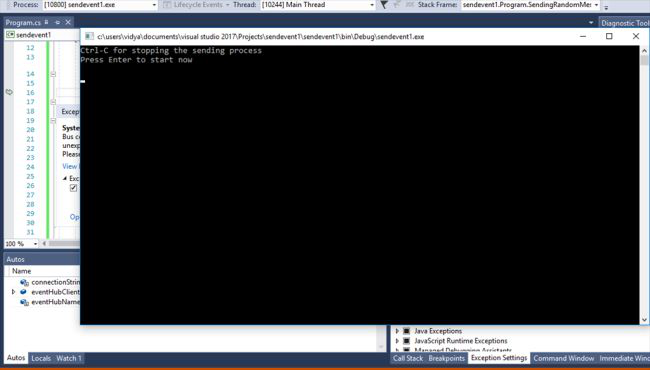 Process: [10800] sendevent1.exe Lifecycle Events Thread: [10244] Main Thread Stack Frame: sendevent1.Program.SendingRandomMes
Program.cs Diagnostic Tool
sendevent1
c:\users\vidya\documents\visual studio 2017\Projects\sendevent1\sendevent1\bin\Debug\sendevent1.exe
Ctrl-C for stopping the sending process
Press Enter to start now
12
13
14
15
16
17
18 Excep
19
20 Syste
21 Bus co
22 unexp
23 Please
24 View
25
26 Exc
27
28
29
30 Op
31
100 %
Autos
Name
connectionStrin
eventHubClient
eventHubName
Autos Locals Watch 1
Java Exceptions
JavaScript Runtime Exceptions
Managed Debugging Assistants
Call Stack Breakpoints Exception Settings Command Window Immediate Win